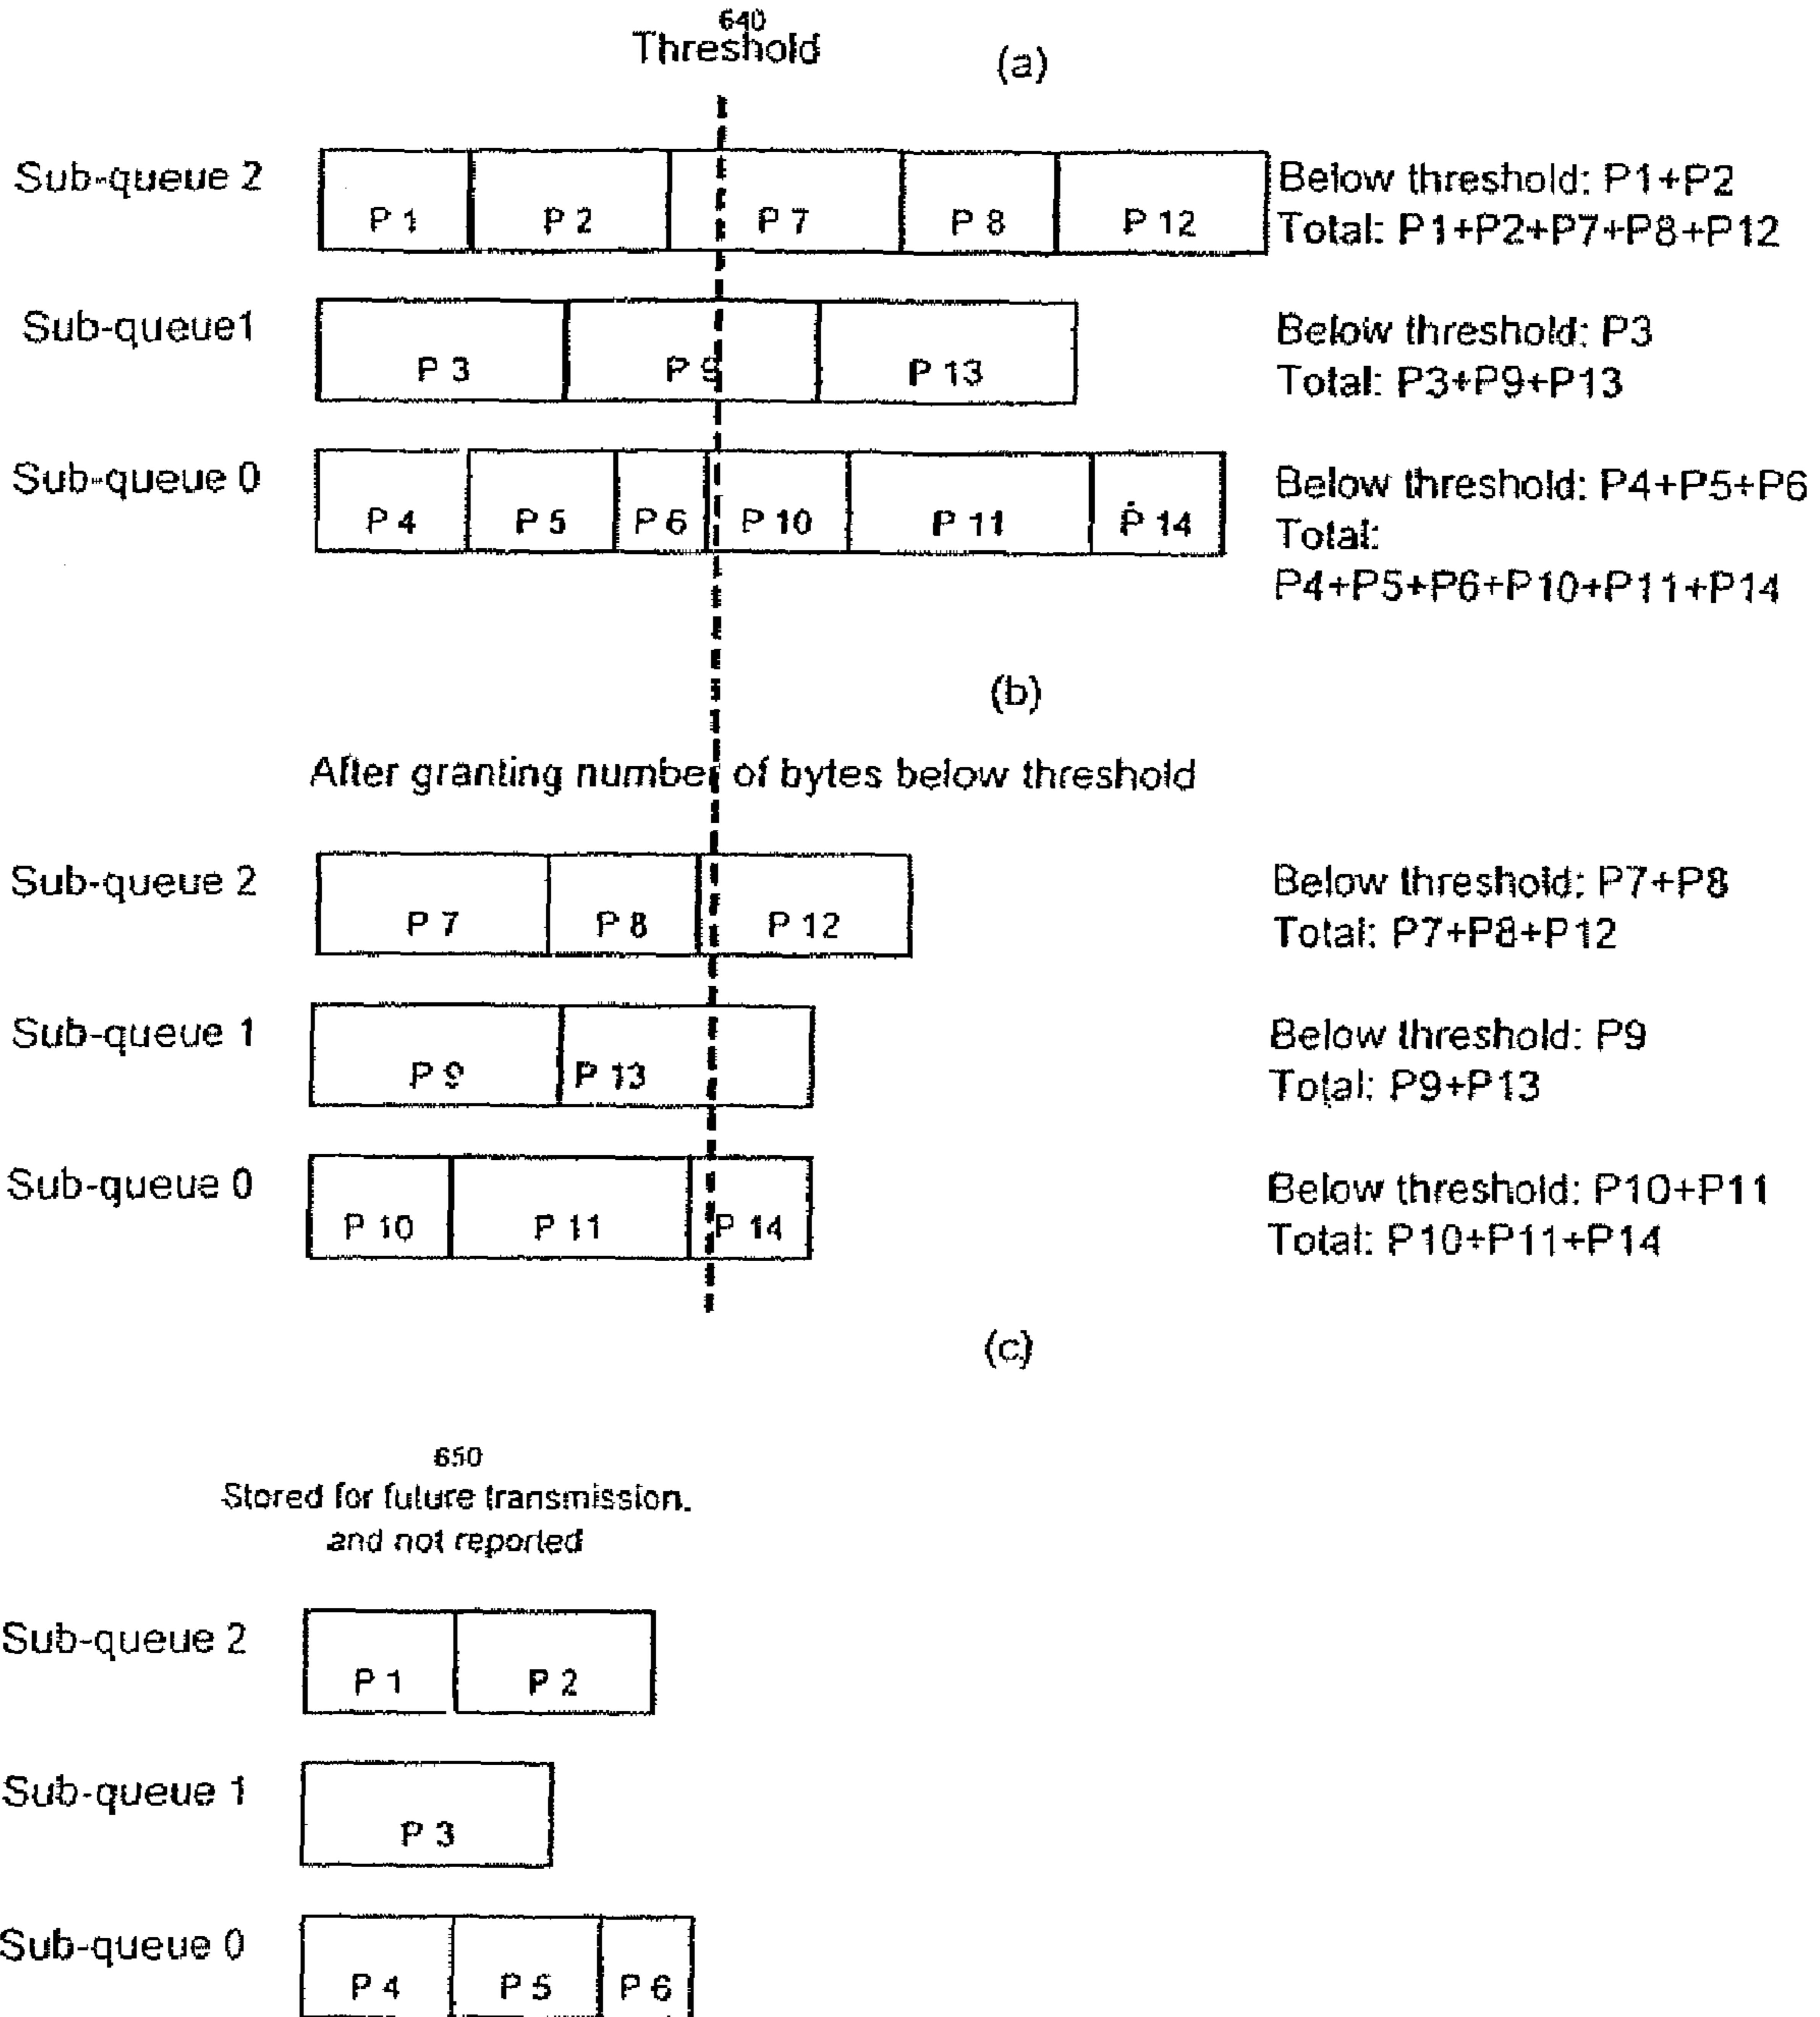 640
Threshold
(a)
Sub-queue 2
P 1
P 2
P 7
P 8
P 12
Below threshold: P1+P2
Total: P1+P2+P7+P8+P12
Sub-queue1
P 3
P 9
P 13
Below threshold: P3
Total: P3+P9+P13
Sub-queue 0
P 4
P 5
P 6
P 10
P 11
P 14
Below threshold: P4+P5+P6
Total:
P4+P5+P6+P10+P11+P14
(b)
After granting number of bytes below threshold
Sub-queue 2
P 7
P 8
P 12
Below threshold: P7+P8
Total: P7+P8+P12
Sub-queue 1
P 9
P 13
Below threshold: P9
Total: P9+P13
Sub-queue 0
P 10
P 11
P 14
Below threshold: P10+P11
Total: P10+P11+P14
(c)
650
Stored for future transmission.
and not reported
Sub-queue 2
P 1
P 2
Sub-queue 1
P 3
Sub-queue 0
P 4
P 5
P 6